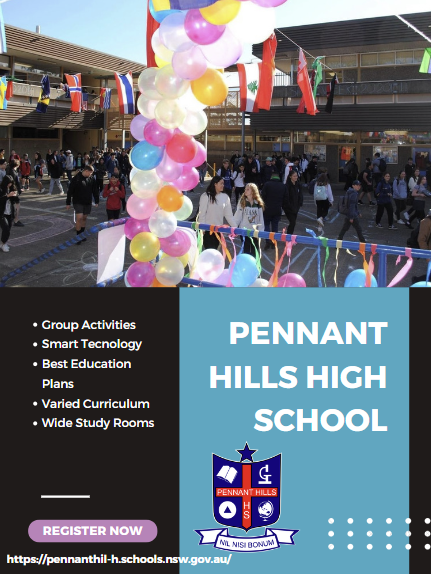 Group Activities
Smart Tecnology
Best Education
Plans
Varied Curriculum
Wide Study Rooms
PENNANT
HILLS HIGH
SCHOOL
PENNANT HILLS
H
S
NIL NISI BONUM
REGISTER NOW
https://pennanthil-h.schools.nsw.gov.au/